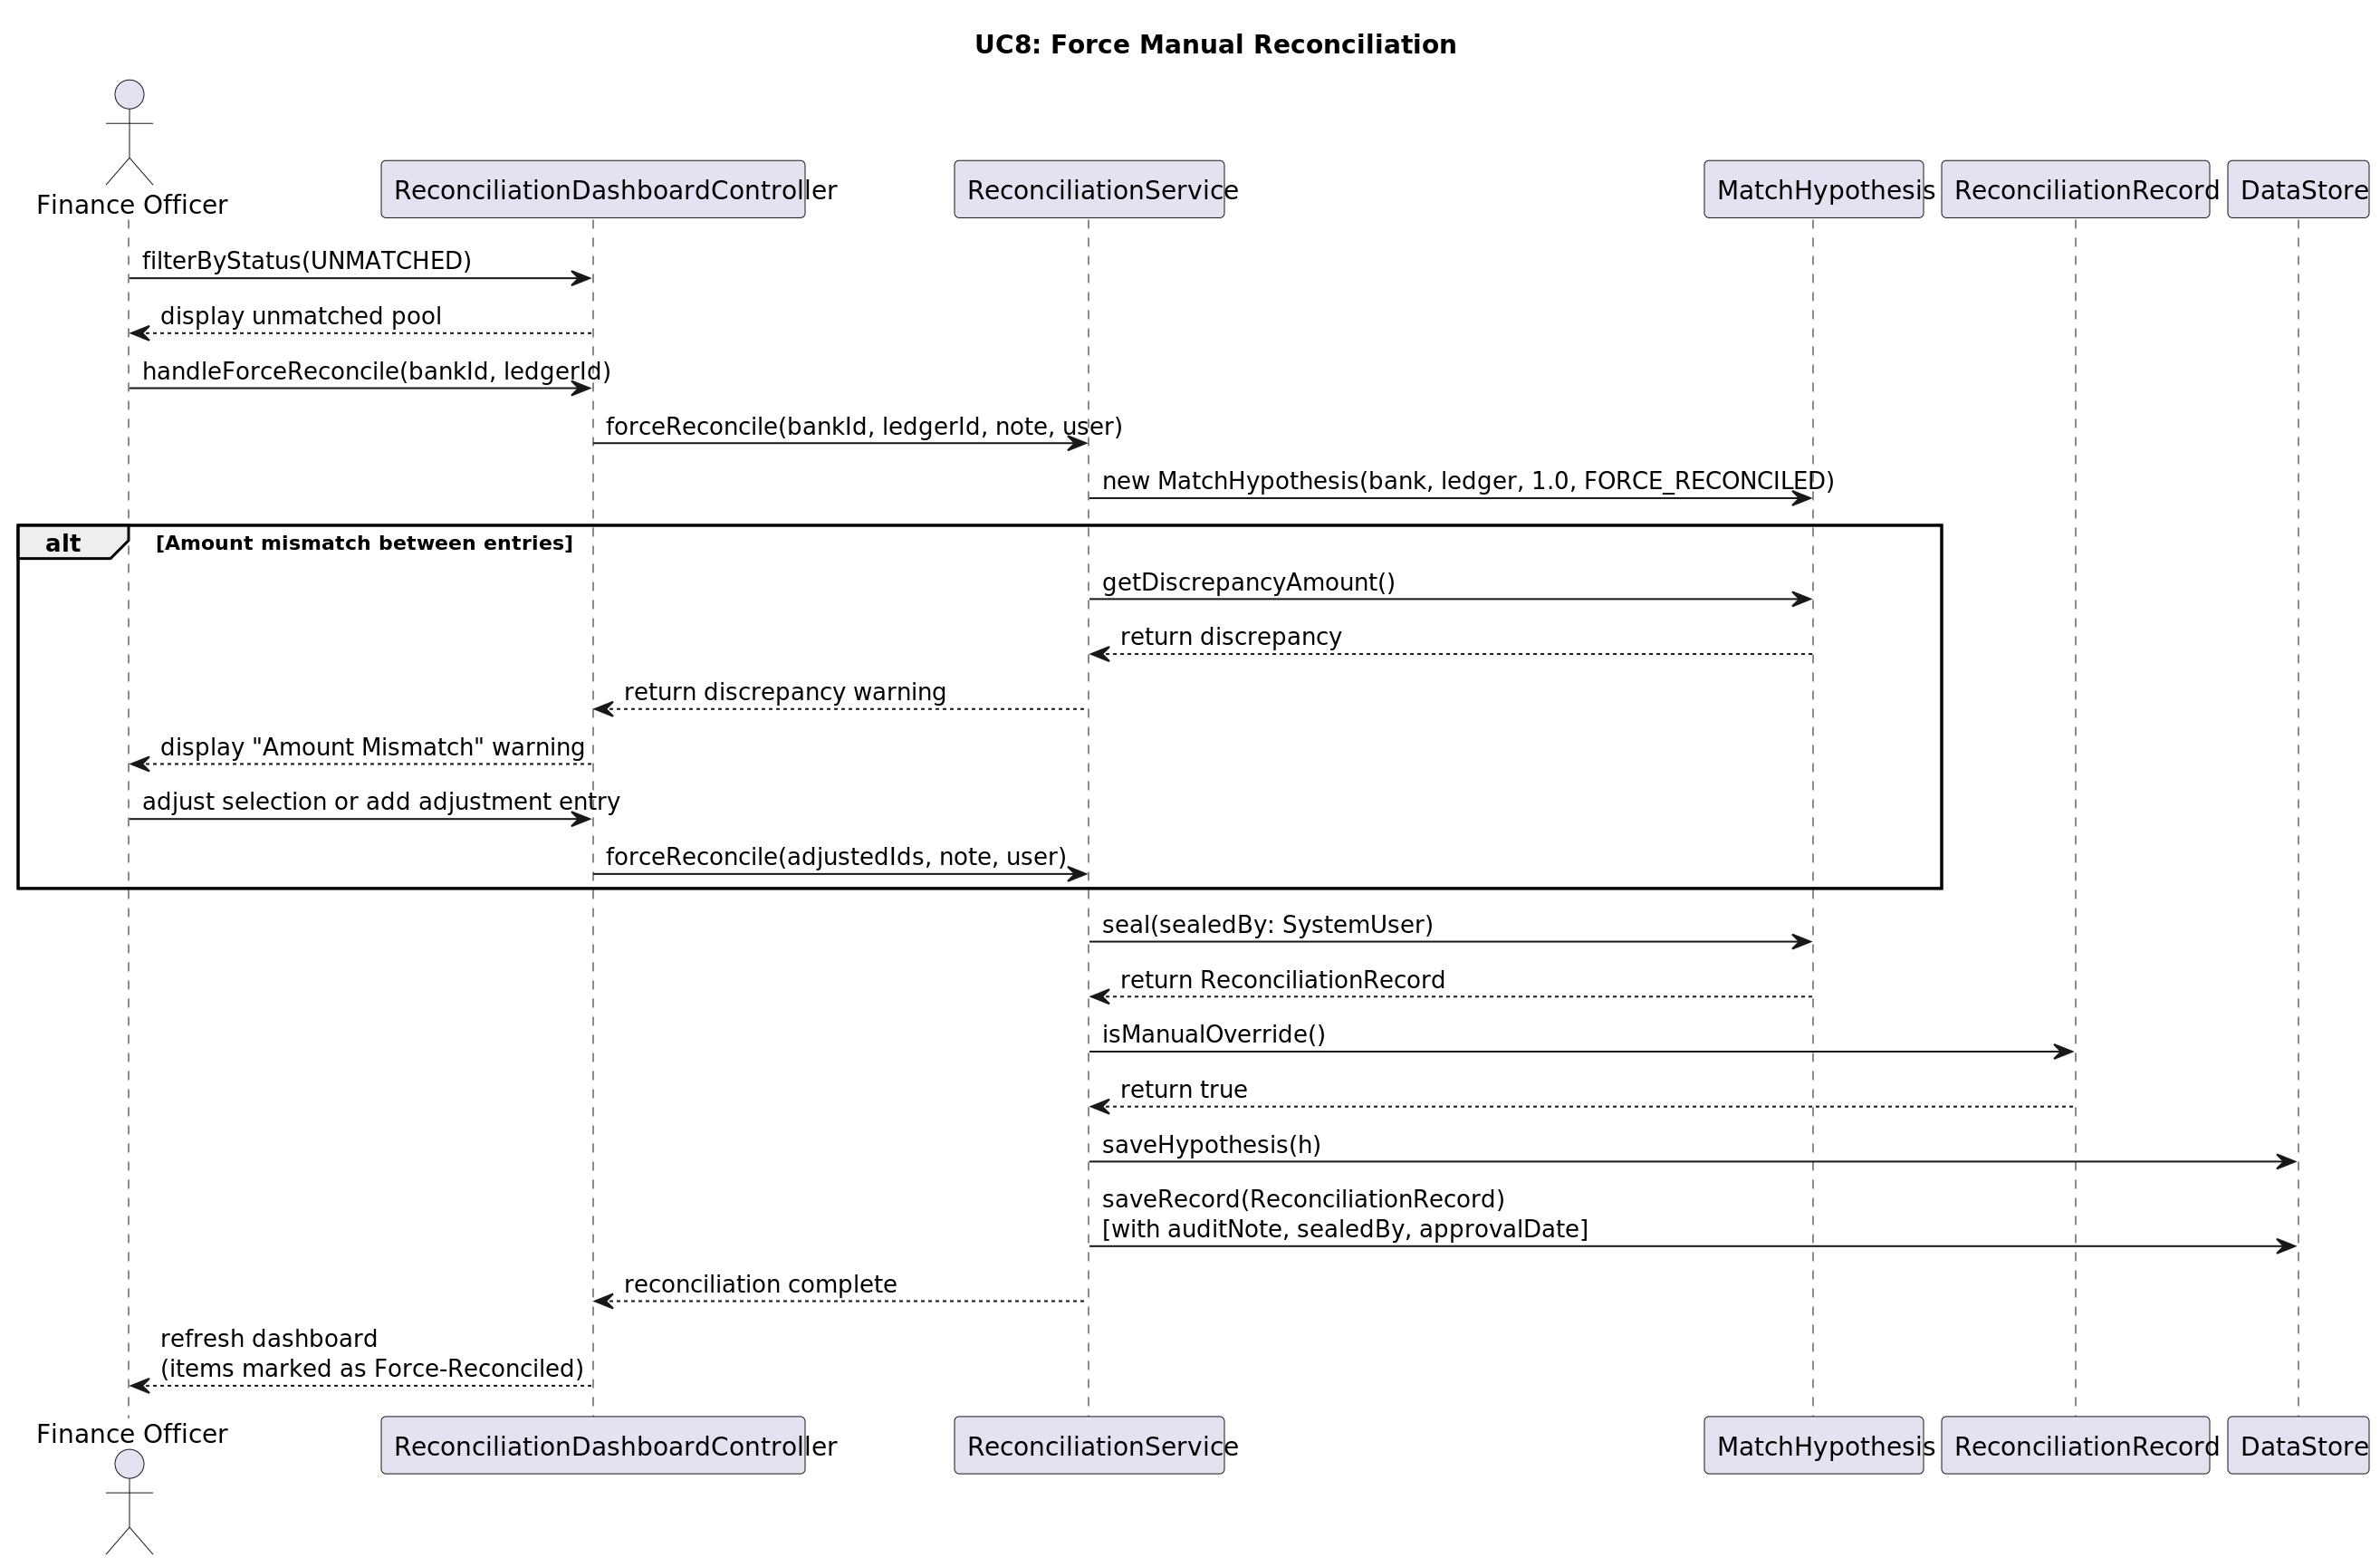 UC8: Force Manual Reconciliation
Finance Officer
ReconciliationDashboardController
ReconciliationService
MatchHypothesis
ReconciliationRecord
DataStore
filterByStatus(UNMATCHED)
display unmatched pool
handleForceReconcile(bankId, ledgerId)
forceReconcile(bankId, ledgerId, note, user)
new MatchHypothesis(bank, ledger, 1.0, FORCE_RECONCILED)
alt
[Amount mismatch between entries]
getDiscrepancyAmount()
return discrepancy
return discrepancy warning
display "Amount Mismatch" warning
adjust selection or add adjustment entry
forceReconcile(adjustedIds, note, user)
seal(sealedBy: SystemUser)
return ReconciliationRecord
isManualOverride()
return true
saveHypothesis(h)
saveRecord(ReconciliationRecord)
[with auditNote, sealedBy, approvalDate]
reconciliation complete
refresh dashboard
(items marked as Force-Reconciled)
Finance Officer
ReconciliationDashboardController
ReconciliationService
MatchHypothesis
ReconciliationRecord
DataStore